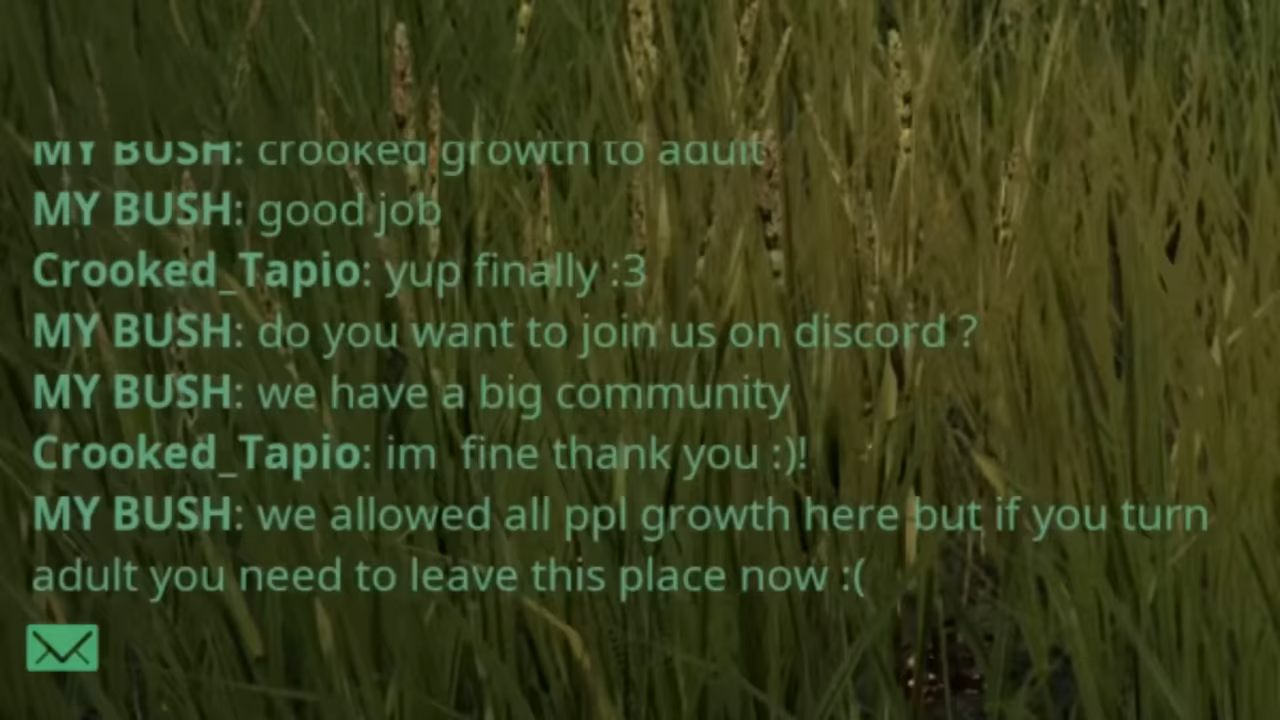 MY BUSH: crooked growth to adult
MY BUSH: good job
Crooked_Tapio: yup finally :3
MY BUSH: do you want to join us on discord ?
MY BUSH: we have a big community
Crooked_Tapio: im  fine thank you :)!
MY BUSH: we allowed all ppl growth here but if you turn
adult you need to leave this place now :(